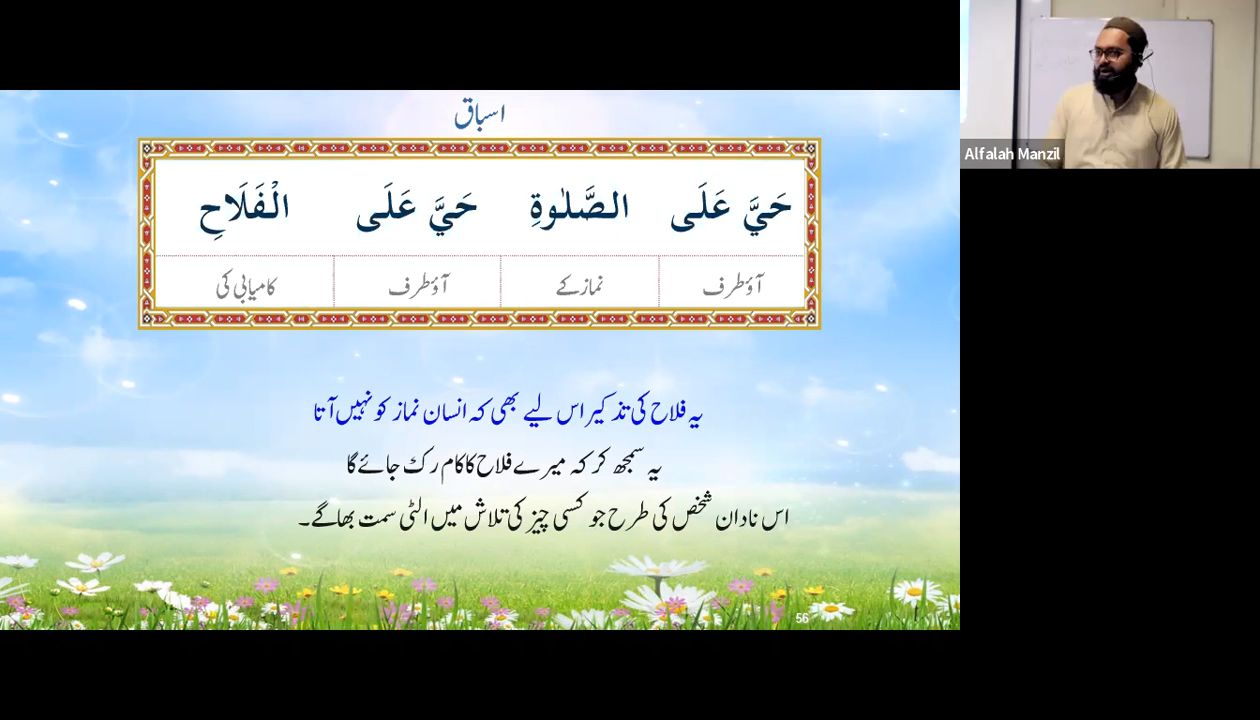 اسباق
حَيَّ عَلَى الصَّلٰوةِ حَيَّ عَلَى الْفَلَاحِ
آؤ طرف نماز کے آؤ طرف کامیابی کی
یہ فلاح کی تذکیر اس لیے بھی کہ انسان نماز کو نہیں آتا
یہ سمجھ کر کہ میرے فلاح کا کام رک جائے گا
اس نادان شخص کی طرح جو کسی چیز کی تلاش میں الٹی سمت بھاگے۔
56
Alfalah Manzil